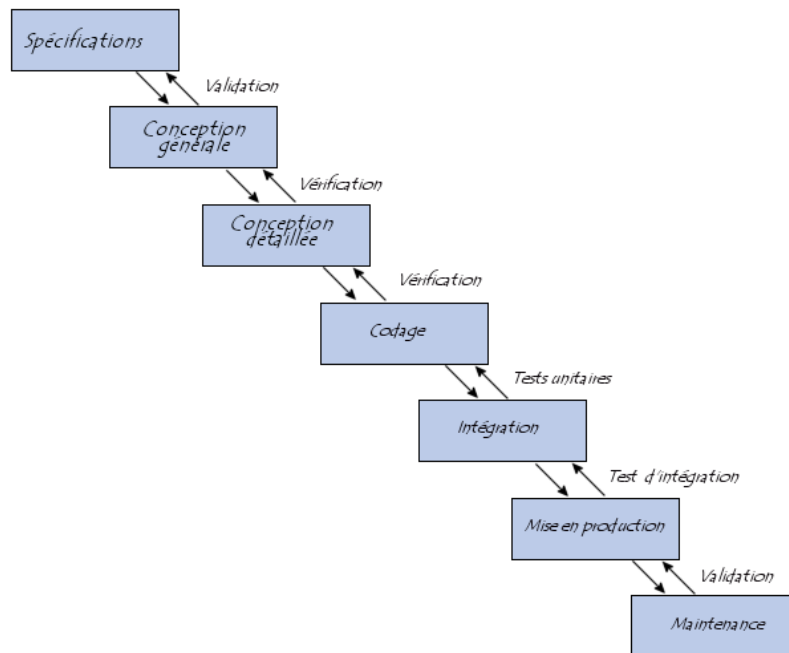 Spécifications
Validation
Conception
générale
Vérification
Conception
détaillée
Vérification
Codage
Tests unitaires
Intégration
Test d'intégration
Mise en production
Validation
Maintenance